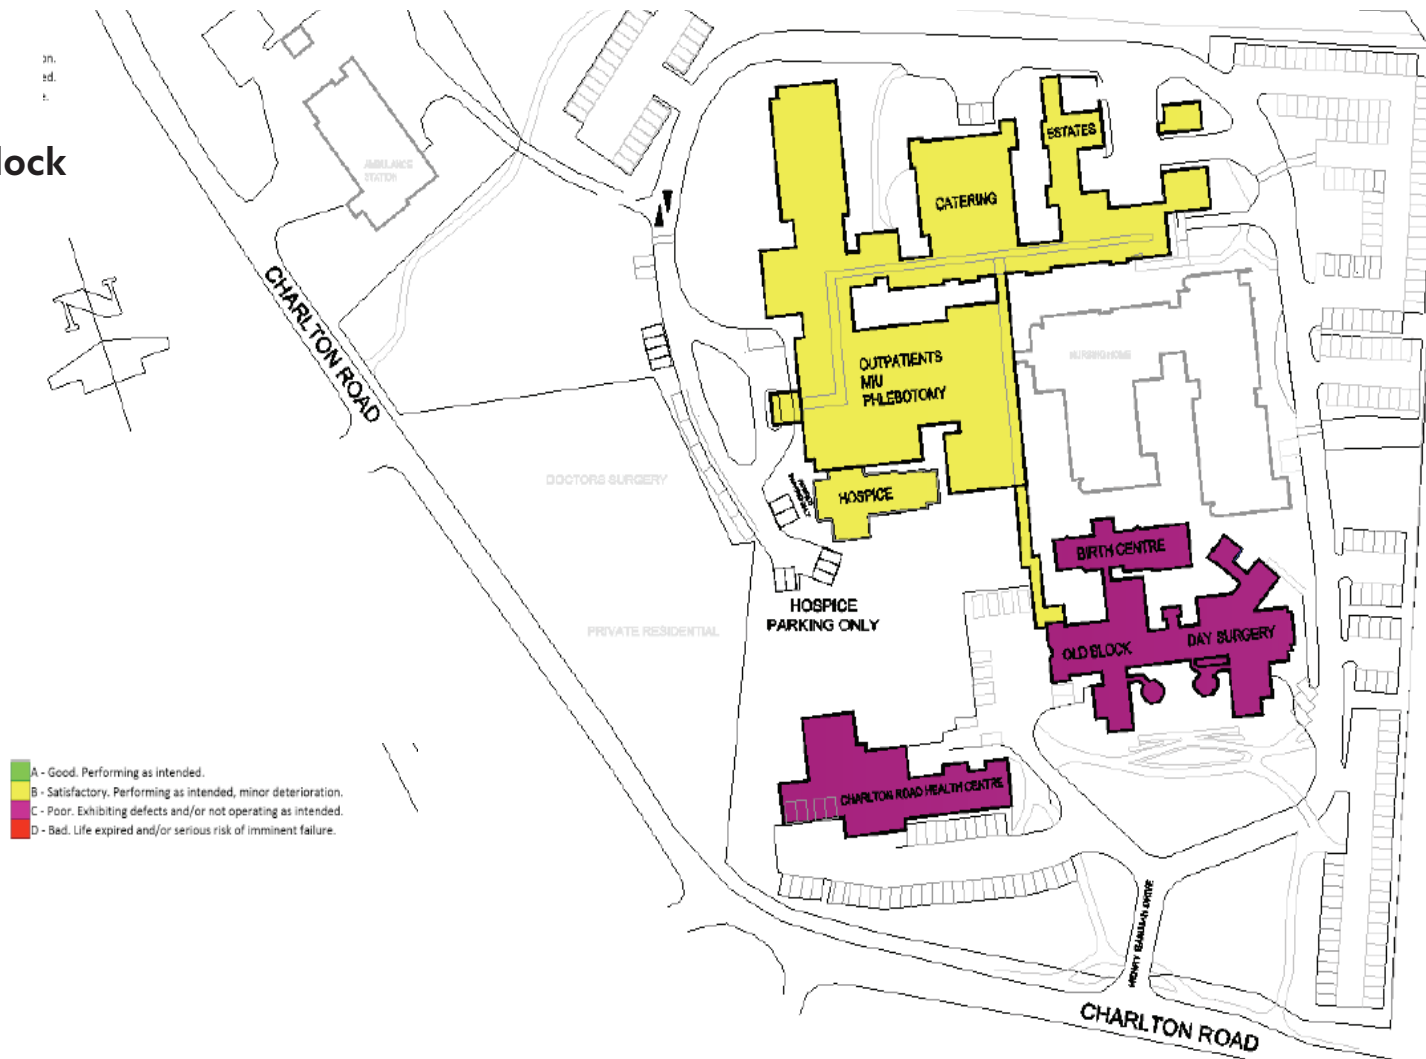 on.
ed.
e.
lock
AMBULANCE
STATION
ESTATES
CATERING
N
CHARLTON ROAD
OUTPATIENTS
MIU
PHLEBOTOMY
NURSING HOME
DOCTORS SURGERY
HOSPICE
BIRTH CENTRE
HOSPICE
PARKING ONLY
PRIVATE RESIDENTIAL
OLD BLOCK
DAY SURGERY
A - Good. Performing as intended.
B - Satisfactory. Performing as intended, minor deterioration.
C - Poor. Exhibiting defects and/or not operating as intended.
D - Bad. Life expired and/or serious risk of imminent failure.
CHARLTON ROAD HEALTH CENTRE
DRIVE
CHARLTON ROAD